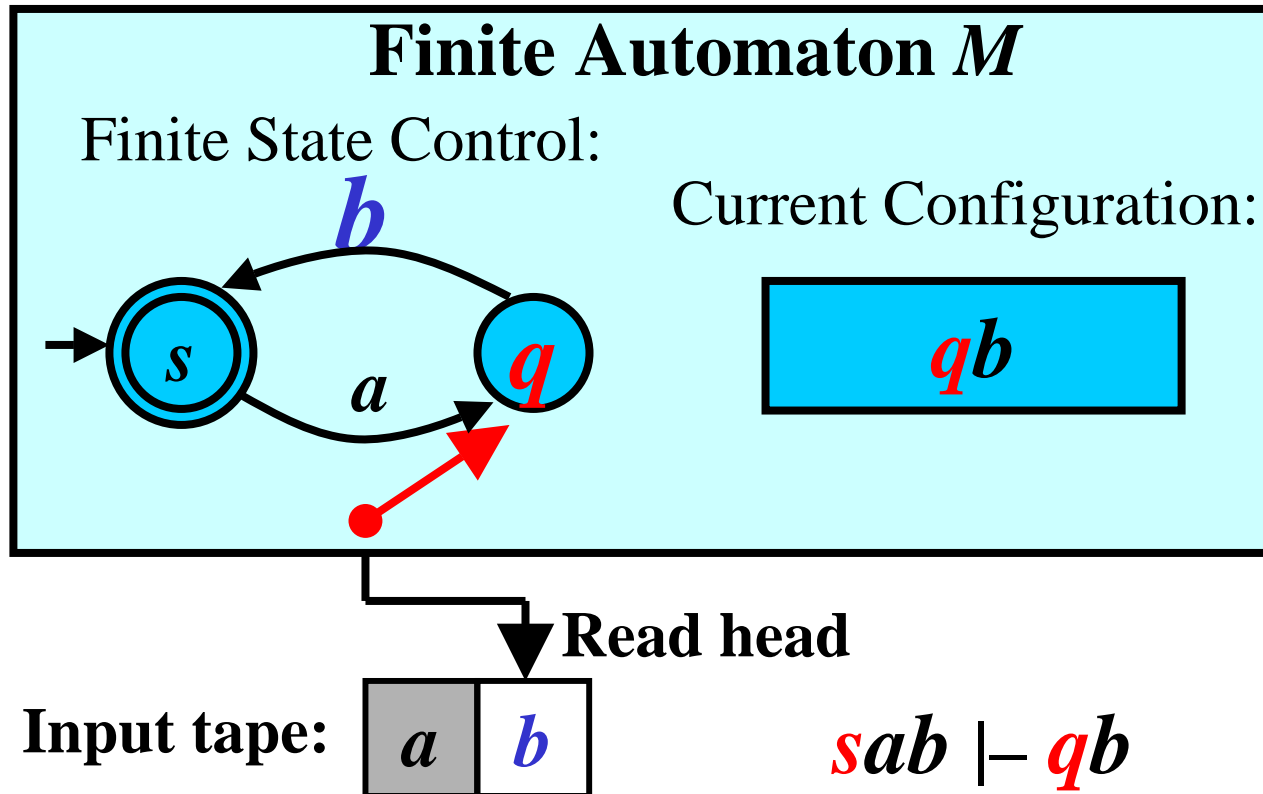 Finite Automaton M
Finite State Control:
b
Current Configuration:
s
q
a
qb
Read head
Input tape: a b
sab |– qb